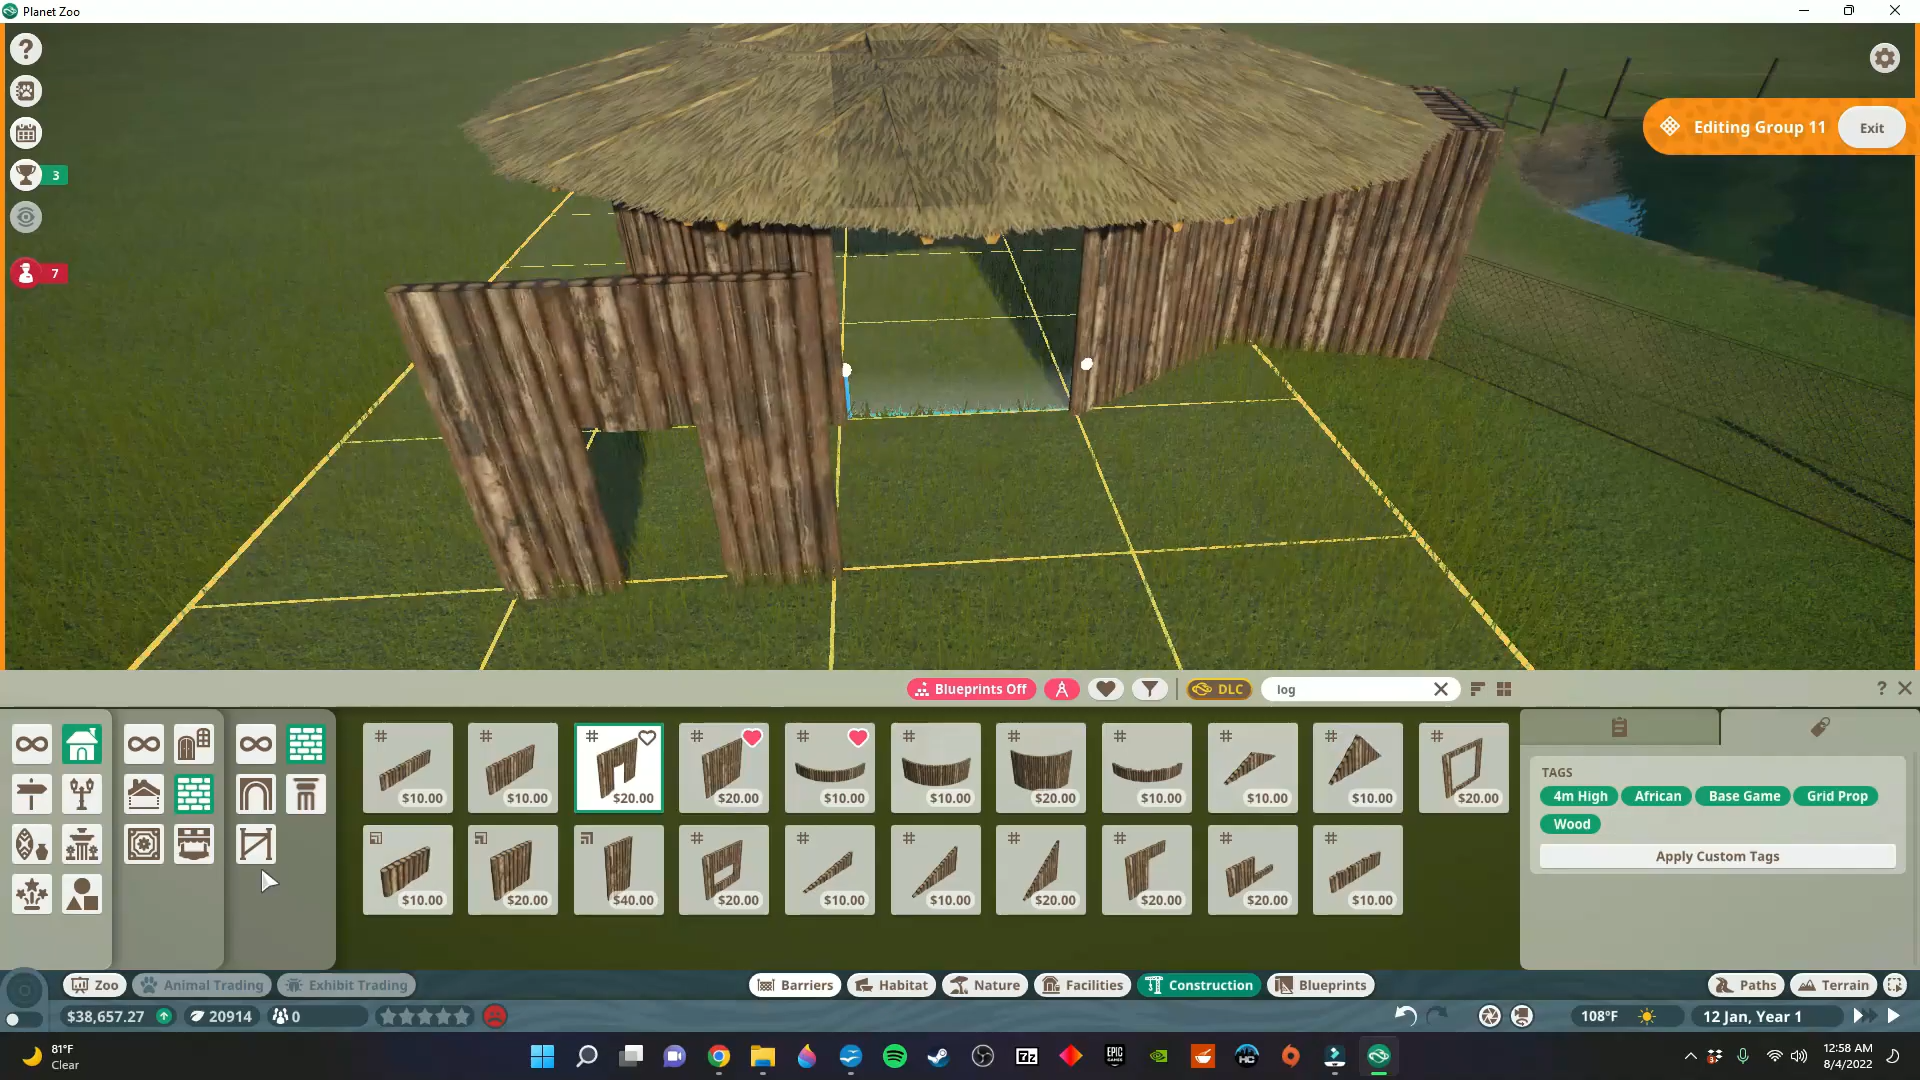 Planet Zoo
?
3
7
Editing Group 11
Exit
Blueprints Off
DLC
log
?
$10.00
$10.00
$20.00
$20.00
$10.00
$10.00
$20.00
$10.00
$10.00
$10.00
$20.00
$10.00
$20.00
$40.00
$20.00
$10.00
$10.00
$10.00
$20.00
$20.00
$10.00
TAGS
4m High
African
Base Game
Grid Prop
Wood
Apply Custom Tags
Zoo
Animal Trading
Exhibit Trading
Barriers
Habitat
Nature
Facilities
Construction
Blueprints
Paths
Terrain
$38,657.27
20914
0
108°F
12 Jan, Year 1
81°F
Clear
7z
EPIC
GAMES
HC
12:58 AM
8/4/2022